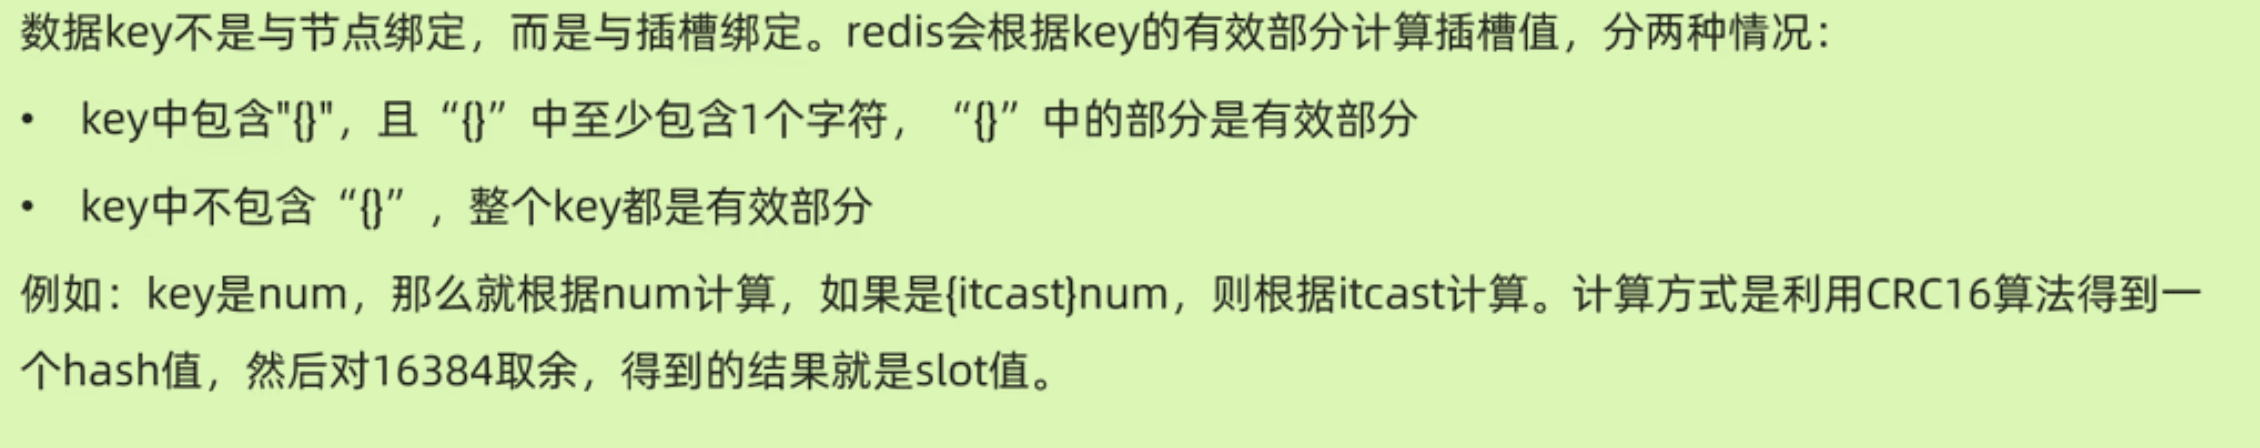 数据key不是与节点绑定，而是与插槽绑定。redis会根据key的有效部分计算插槽值，分两种情况：
• key中包含"{}"，且“{}”中至少包含1个字符，“{}”中的部分是有效部分
• key中不包含“{}”，整个key都是有效部分
例如：key是num，那么就根据num计算，如果是{itcast}num，则根据itcast计算。计算方式是利用CRC16算法得到一
个hash值，然后对16384取余，得到的结果就是slot值。